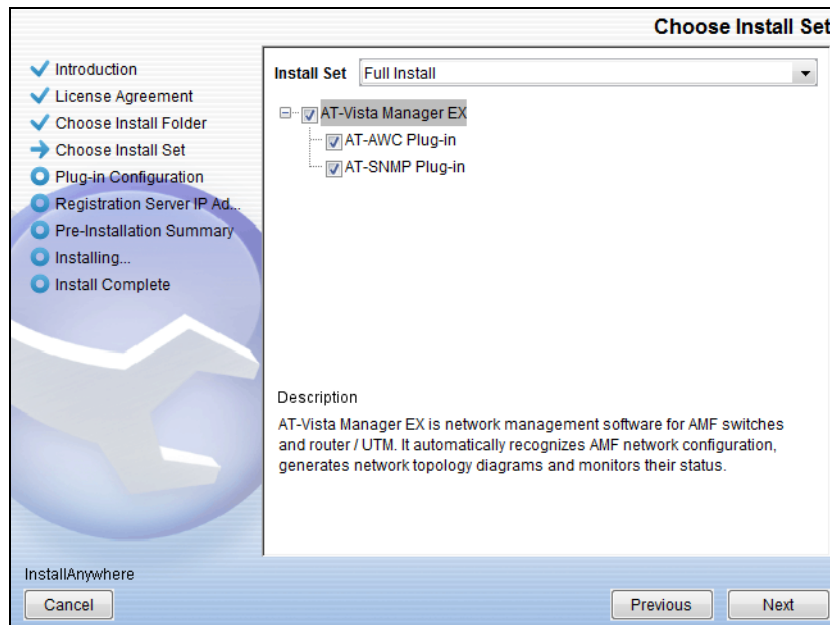 Choose Install Set
Introduction
License Agreement
Choose Install Folder
Choose Install Set
Plug-in Configuration
Registration Server IP Ad...
Pre-Installation Summary
Installing...
Install Complete
Install Set Full Install
AT-Vista Manager EX
AT-AWC Plug-in
AT-SNMP Plug-in
Description
AT-Vista Manager EX is network management software for AMF switches
and router / UTM. It automatically recognizes AMF network configuration,
generates network topology diagrams and monitors their status.
InstallAnywhere
Cancel Previous Next